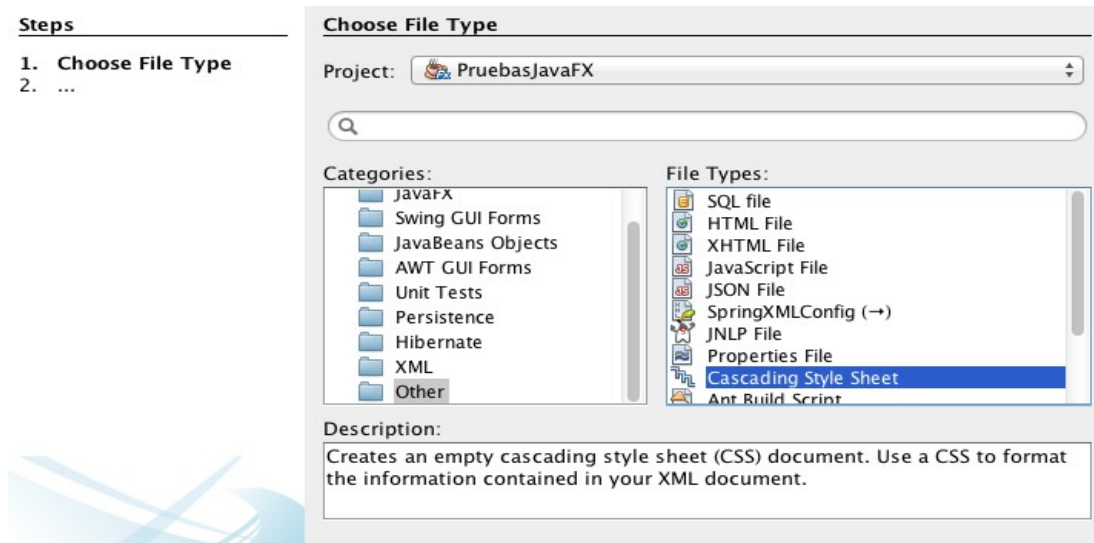 Steps
1. Choose File Type
2. ...
Choose File Type
Project: PruebasJavaFX
Categories:
JavaFX
Swing GUI Forms
JavaBeans Objects
AWT GUI Forms
Unit Tests
Persistence
Hibernate
XML
Other
File Types:
SQL file
HTML File
XHTML File
JavaScript File
JSON File
SpringXMLConfig (→)
JNLP File
Properties File
Cascading Style Sheet
Ant Build Script
Description:
Creates an empty cascading style sheet (CSS) document. Use a CSS to format
the information contained in your XML document.